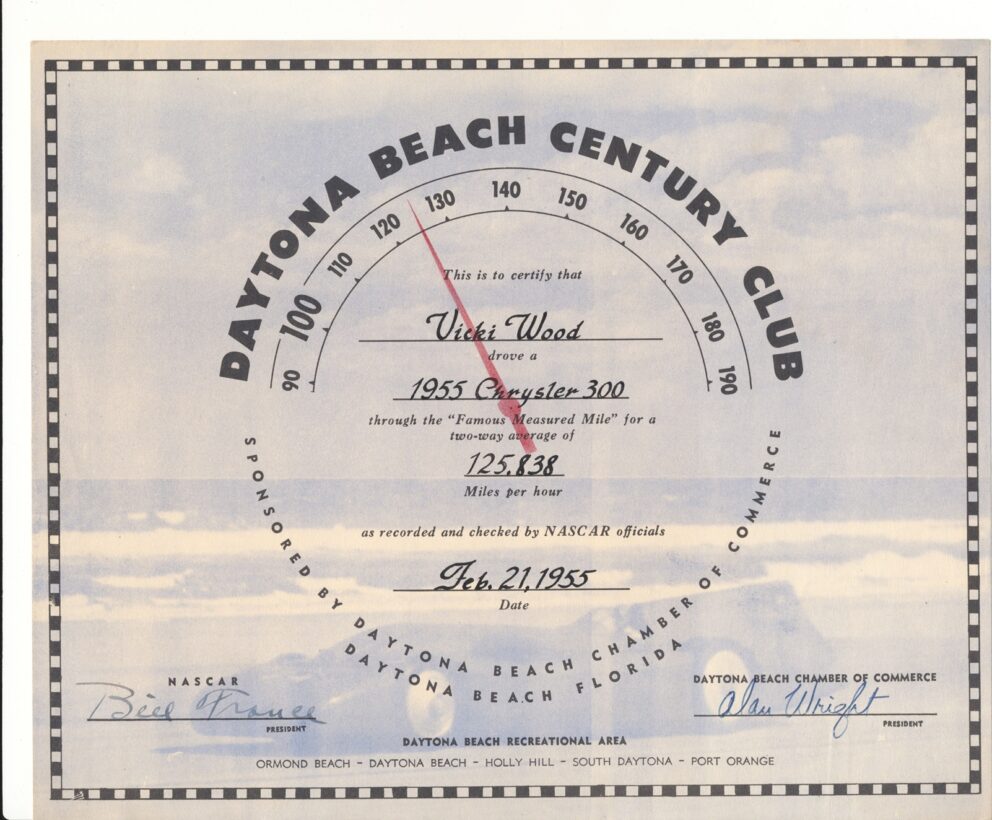 DAYTONA BEACH CENTURY CLUB
90 100 110 120 130 140 150 160 170 180 190
This is to certify that
Vicki Wood
drove a
1955 Chrysler 300
through the "Famous Measured Mile" for a
two-way average of
125.838
Miles per hour
as recorded and checked by NASCAR officials
Feb. 21, 1955
Date
SPONSORED BY DAYTONA BEACH CHAMBER OF COMMERCE
DAYTONA BEACH FLORIDA
NASCAR
Bill France
PRESIDENT
DAYTONA BEACH CHAMBER OF COMMERCE
Alan Wright
PRESIDENT
DAYTONA BEACH RECREATIONAL AREA
ORMOND BEACH - DAYTONA BEACH - HOLLY HILL - SOUTH DAYTONA - PORT ORANGE